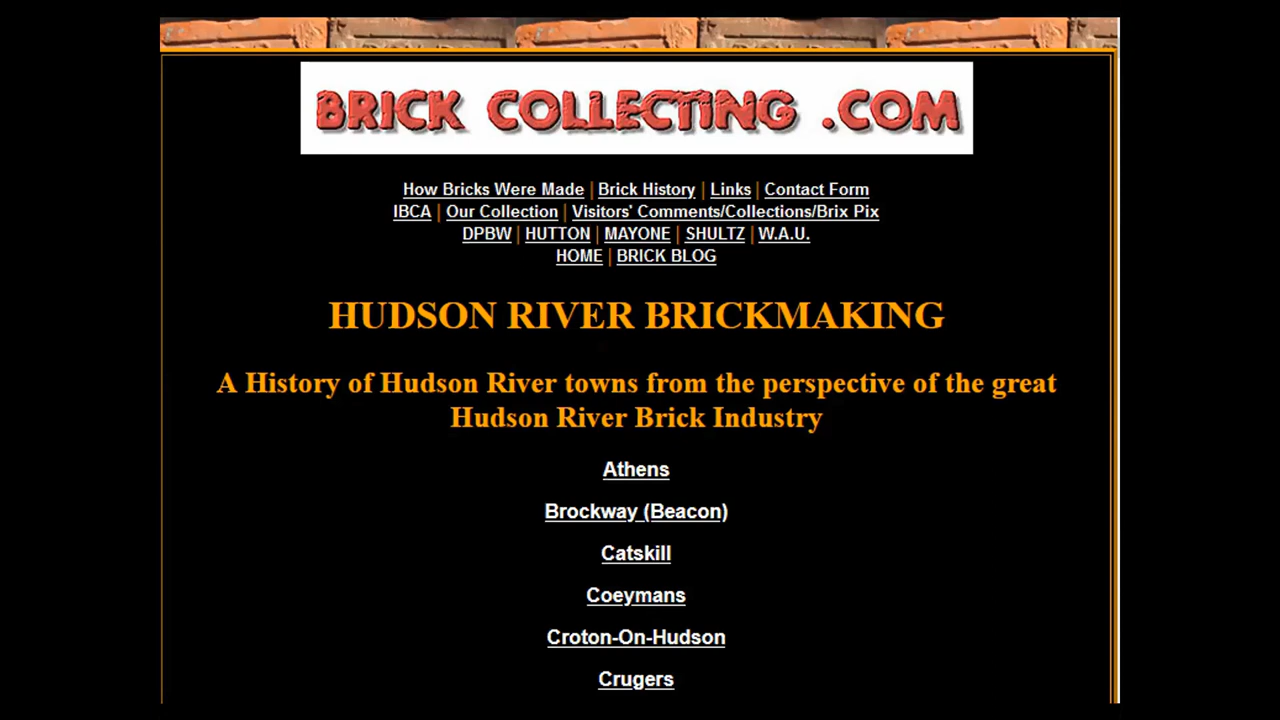 BRICK COLLECTING .COM
How Bricks Were Made | Brick History | Links | Contact Form
IBCA | Our Collection | Visitors' Comments/Collections/Brix Pix
DPBW | HUTTON | MAYONE | SHULTZ | W.A.U.
HOME | BRICK BLOG
HUDSON RIVER BRICKMAKING
A History of Hudson River towns from the perspective of the great
Hudson River Brick Industry
Athens
Brockway (Beacon)
Catskill
Coeymans
Croton-On-Hudson
Crugers